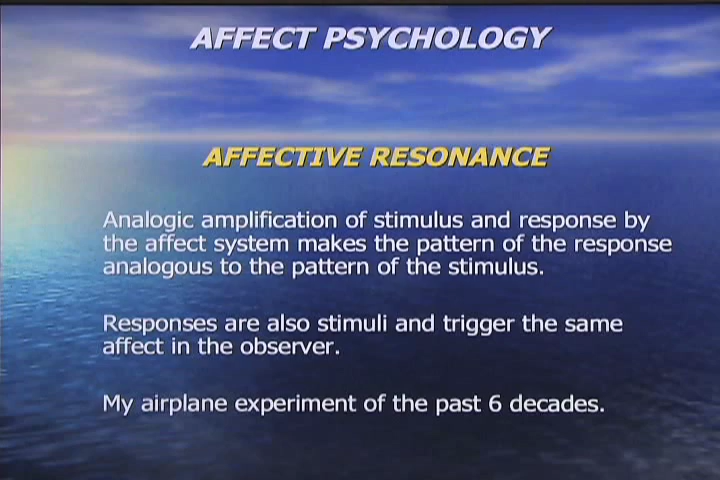 AFFECT PSYCHOLOGY
AFFECTIVE RESONANCE
Analogic amplification of stimulus and response by
the affect system makes the pattern of the response
analogous to the pattern of the stimulus.
Responses are also stimuli and trigger the same
affect in the observer.
My airplane experiment of the past 6 decades.